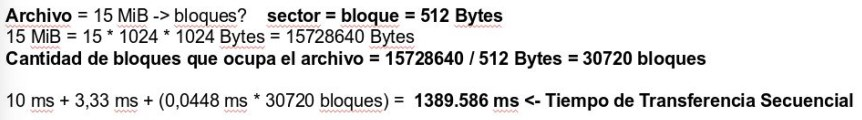 Archivo = 15 MiB -> bloques? sector = bloque = 512 Bytes
15 MiB = 15 * 1024 * 1024 Bytes = 15728640 Bytes
Cantidad de bloques que ocupa el archivo = 15728640 / 512 Bytes = 30720 bloques
10 ms + 3,33 ms + (0,0448 ms * 30720 bloques) = 1389.586 ms <- Tiempo de Transferencia Secuencial